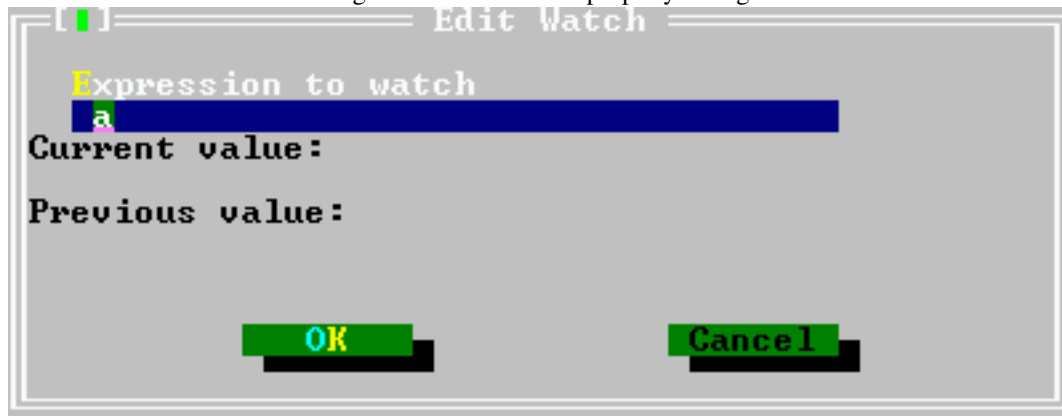 Edit Watch
Expression to watch
a
Current value:
Previous value:
OK Cancel